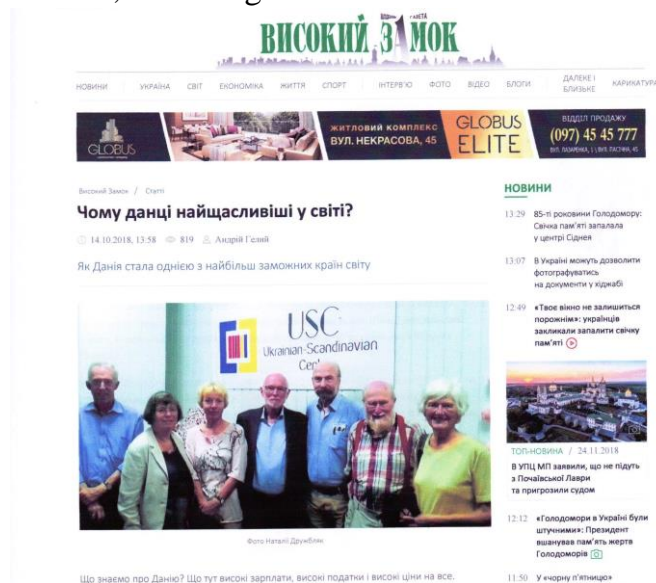 ВИСОКИЙ ЗАМОК
НОВИНИ УКРАЇНА СВІТ ЕКОНОМІКА ЖИТТЯ СПОРТ ІНТЕРВ'Ю ФОТО ВІДЕО БЛОГИ ДАЛЕКЕ І БЛИЗЬКЕ КАРИКАТУРА
GLOBUS
ЖИТЛОВИЙ КОМПЛЕКС
ВУЛ. НЕКРАСОВА, 45
GLOBUS
ELITE
ВІДДІЛ ПРОДАЖУ
(097) 45 45 777
Високий Замок / Статті
Чому данці найщасливіші у світі?
14.10.2018, 13:58 819 Андрій Гелий
Як Данія стала однією з найбільш заможних країн світу
USC
Ukrainian-Scandinavian
Фото Наталії Дружбляк
Що знаємо про Данію? Що тут високі зарплати, високі податки і високі ціни на все.
НОВИНИ
13:29 85-ті роковини Голодомору:
Свічка пам'яті запалала
у центрі Сіднея
13:07 В Україні можуть дозволити
фотографуватись
на документи у хіджабі
12:49 «Твоє вікно не залишиться
порожнім»: українців
закликали запалити свічку
пам'яті
ТОП-НОВИНА / 24.11.2018
В УПЦ МП заявили, що не підуть
з Почаївської Лаври
та пригрозили судом
12:12 «Голодомори в Україні були
штучними»: Президент
вшанував пам'ять жертв
Голодоморів
11:50 У «чорну п'ятницю»